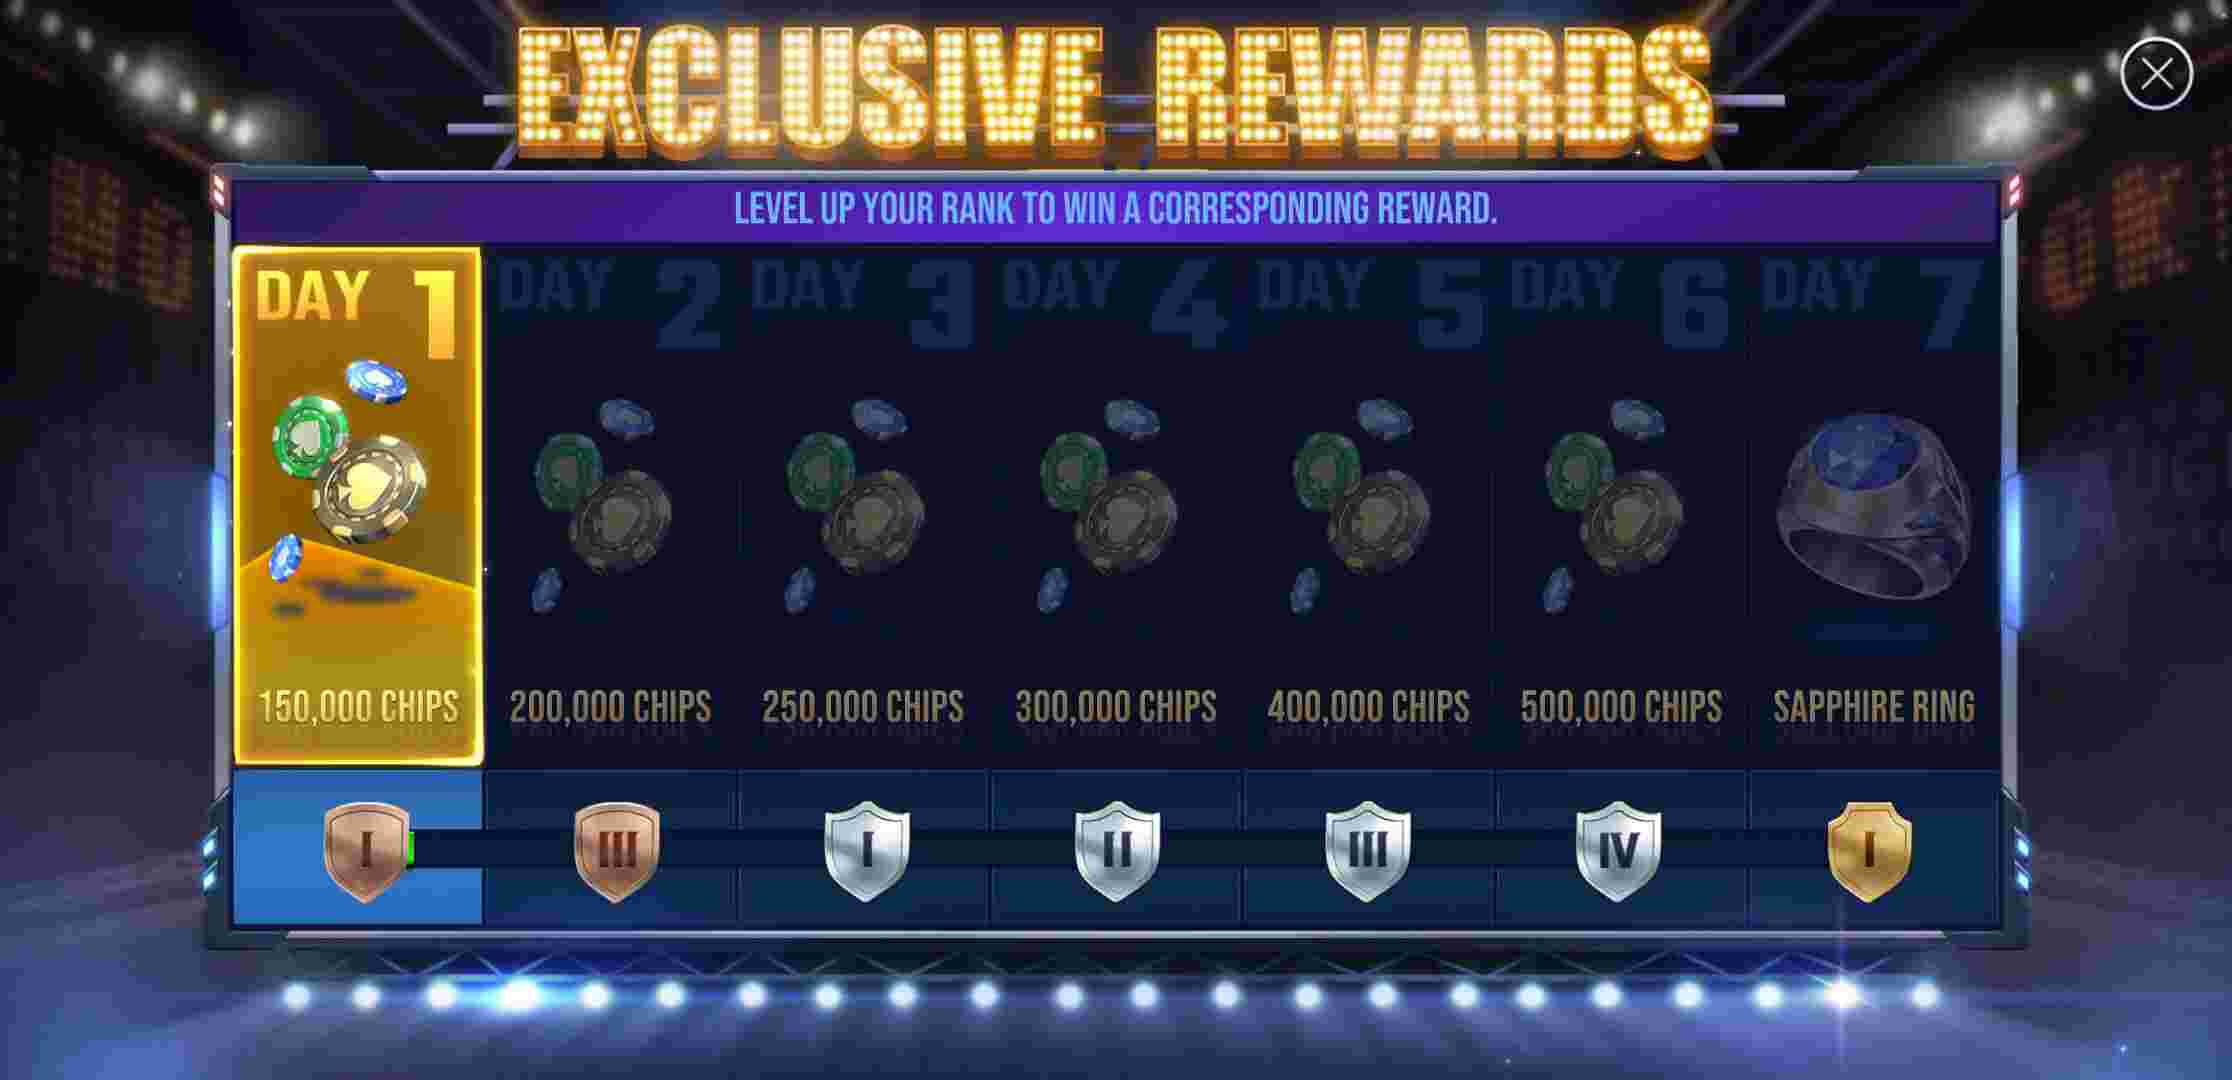 EXCLUSIVE REWARDS
LEVEL UP YOUR RANK TO WIN A CORRESPONDING REWARD.
DAY 1
DAY 2
DAY 3
DAY 4
DAY 5
DAY 6
DAY 7
150,000 CHIPS
200,000 CHIPS
250,000 CHIPS
300,000 CHIPS
400,000 CHIPS
500,000 CHIPS
SAPPHIRE RING
I
III
I
II
III
IV
I